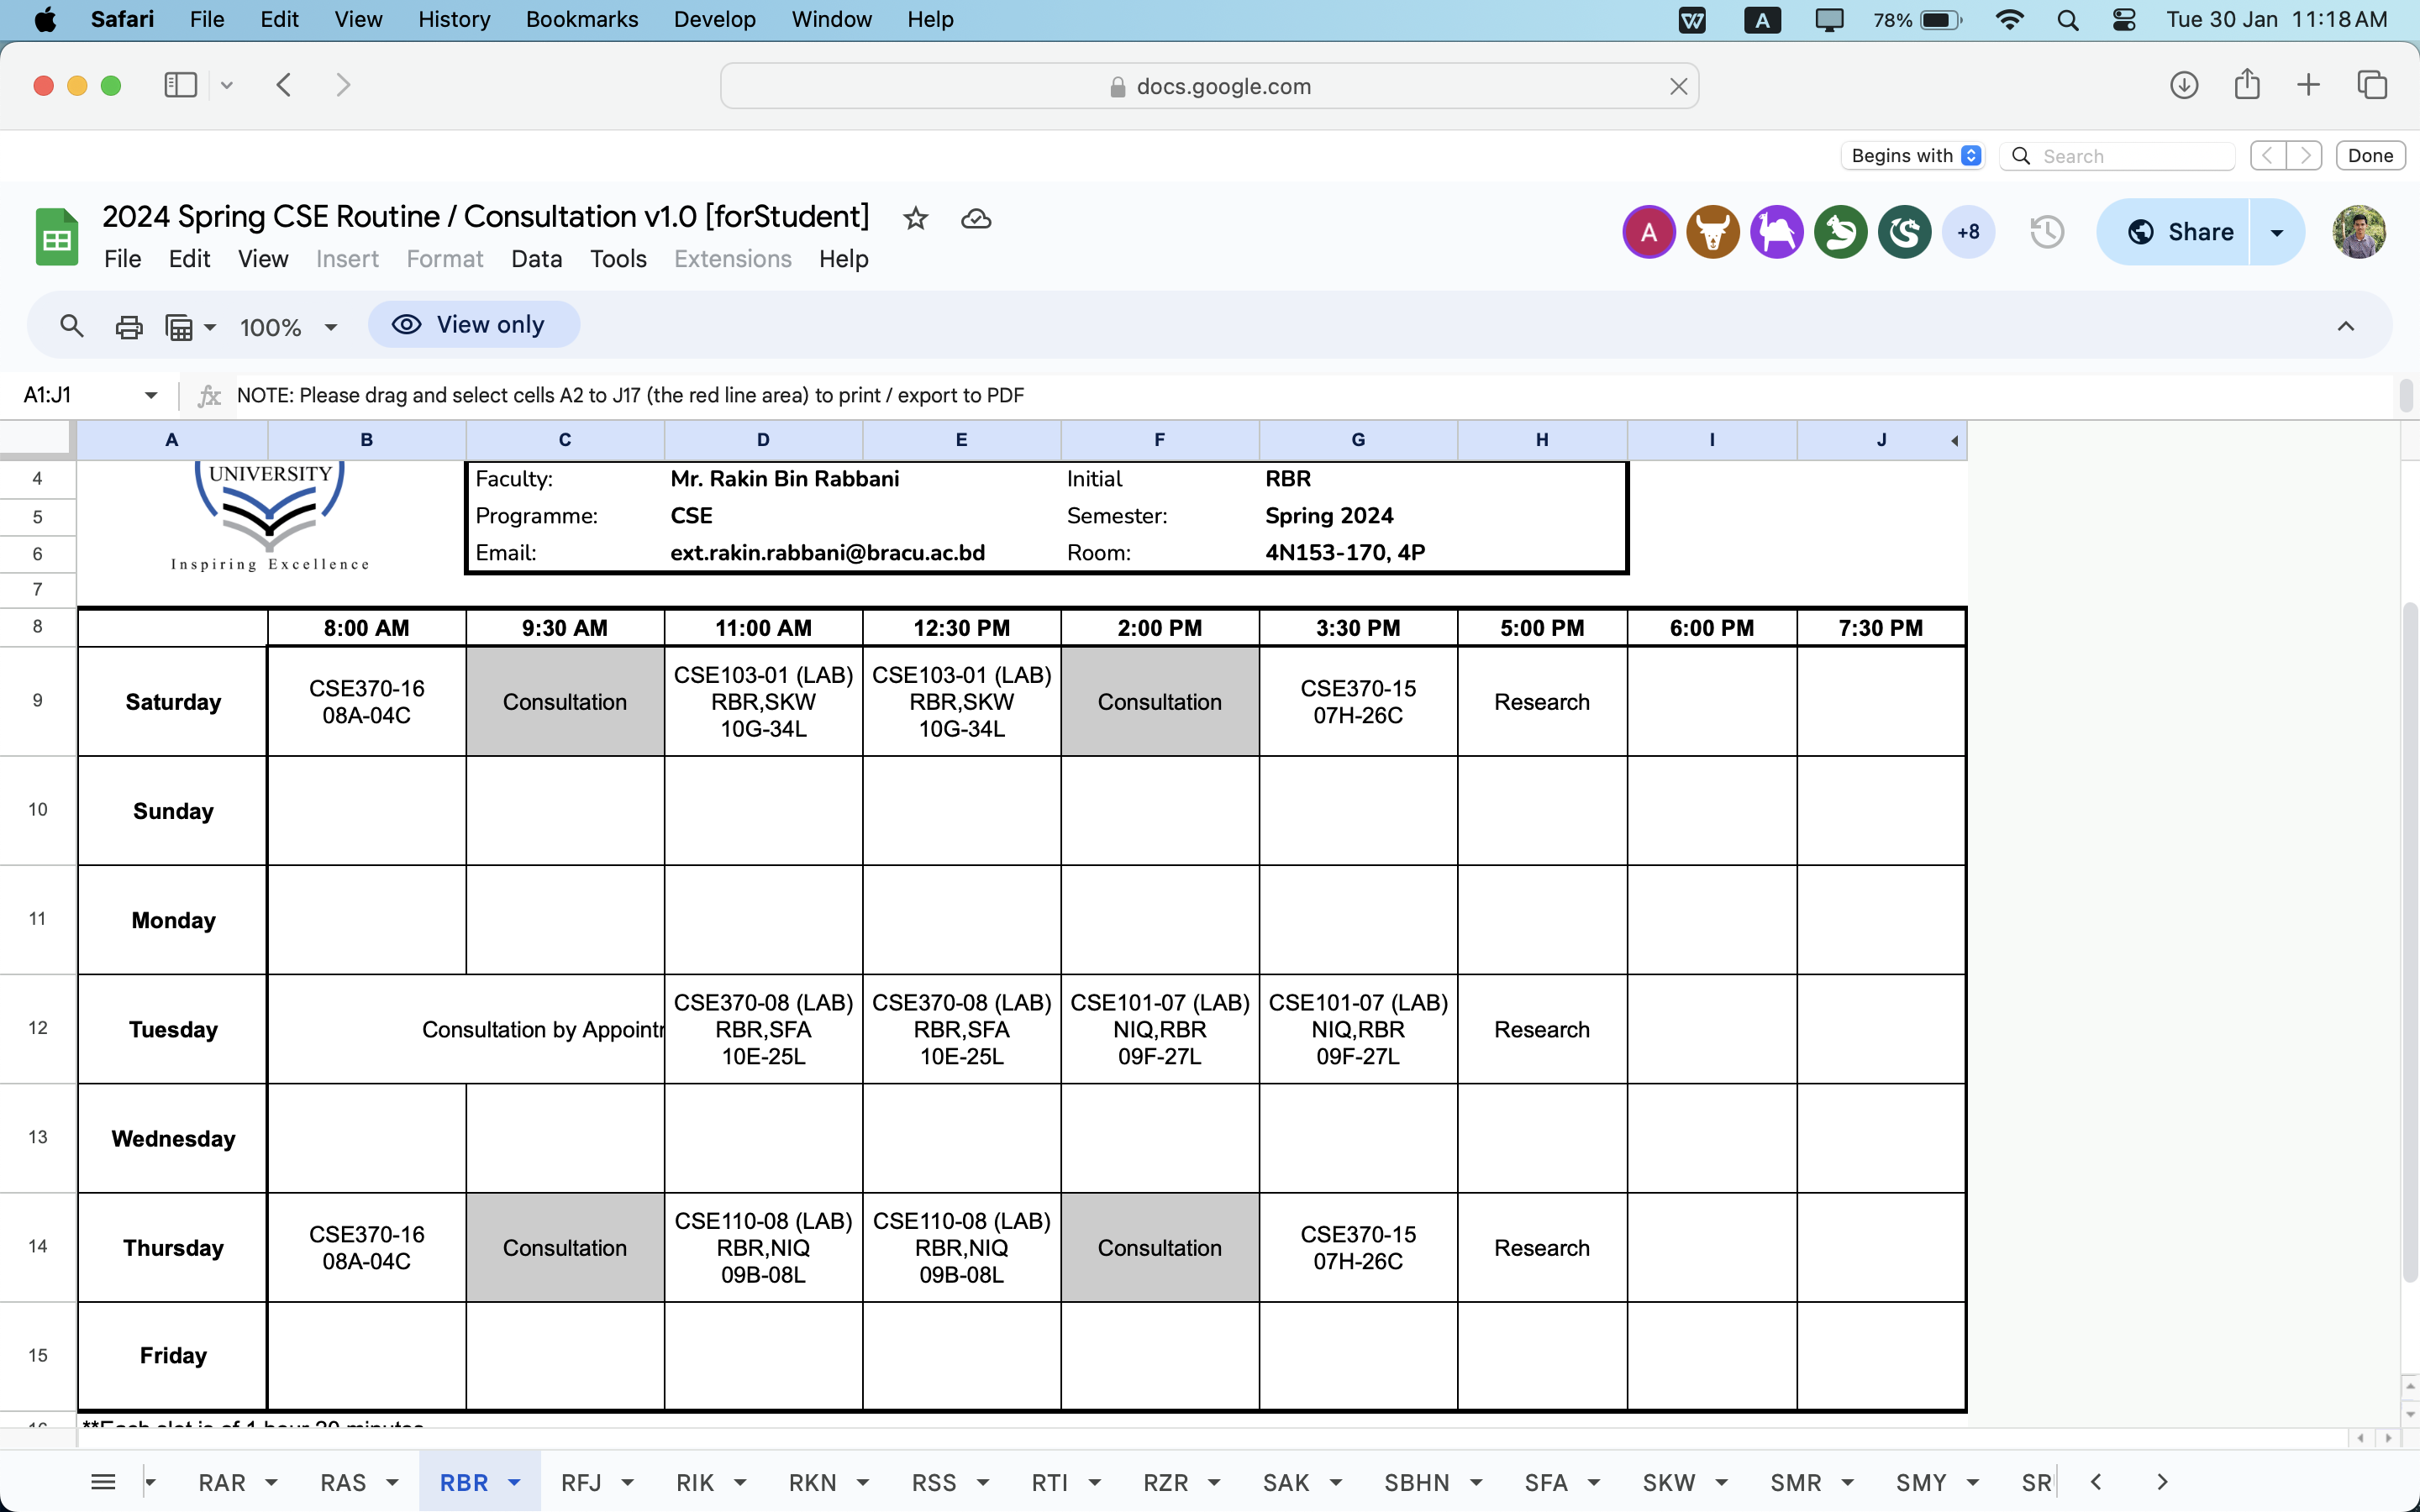 Safari File Edit View History Bookmarks Develop Window Help
A 78% Tue 30 Jan 11:18 AM
docs.google.com
Begins with Search Done
2024 Spring CSE Routine / Consultation v1.0 [forStudent]
A +8 Share
File Edit View Insert Format Data Tools Extensions Help
100% View only
A1:J1 fx NOTE: Please drag and select cells A2 to J17 (the red line area) to print / export to PDF
A B C D E F G H I J
4 UNIVERSITY Faculty: Mr. Rakin Bin Rabbani Initial RBR
5 Programme: CSE Semester: Spring 2024
6 Inspiring Excellence Email: ext.rakin.rabbani@bracu.ac.bd Room: 4N153-170, 4P
7
8 8:00 AM 9:30 AM 11:00 AM 12:30 PM 2:00 PM 3:30 PM 5:00 PM 6:00 PM 7:30 PM
CSE103-01 (LAB) CSE103-01 (LAB)
CSE370-16 CSE370-15
9 Saturday Consultation RBR,SKW RBR,SKW Consultation Research
08A-04C 07H-26C
10G-34L 10G-34L
10 Sunday
11 Monday
CSE370-08 (LAB) CSE370-08 (LAB) CSE101-07 (LAB) CSE101-07 (LAB)
12 Tuesday Consultation by Appointr RBR,SFA RBR,SFA NIQ,RBR NIQ,RBR Research
10E-25L 10E-25L 09F-27L 09F-27L
13 Wednesday
CSE110-08 (LAB) CSE110-08 (LAB)
CSE370-16 CSE370-15
14 Thursday Consultation RBR,NIQ RBR,NIQ Consultation Research
08A-04C 07H-26C
09B-08L 09B-08L
15 Friday
16 **Each slot is of 1 hour 20 minutes
RAR RAS RBR RFJ RIK RKN RSS RTI RZR SAK SBHN SFA SKW SMR SMY SR